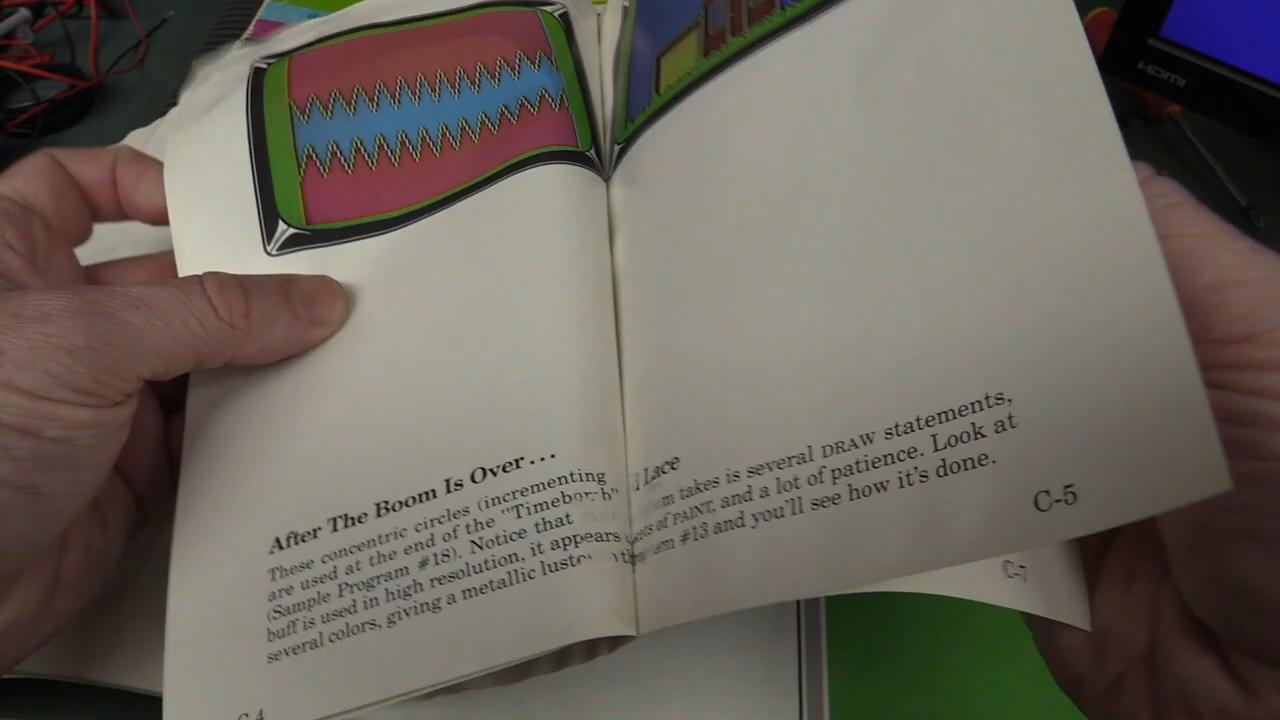 HDMI
After The Boom Is Over...
These concentric circles (incrementing
are used at the end of the "Timebomb"
(Sample Program #18). Notice that
buff is used in high resolution, it appears
several colors, giving a metallic luster
C-4
Lace
takes is several DRAW statements,
of PAINT, and a lot of patience. Look at
#13 and you'll see how it's done.
C-5
C-7